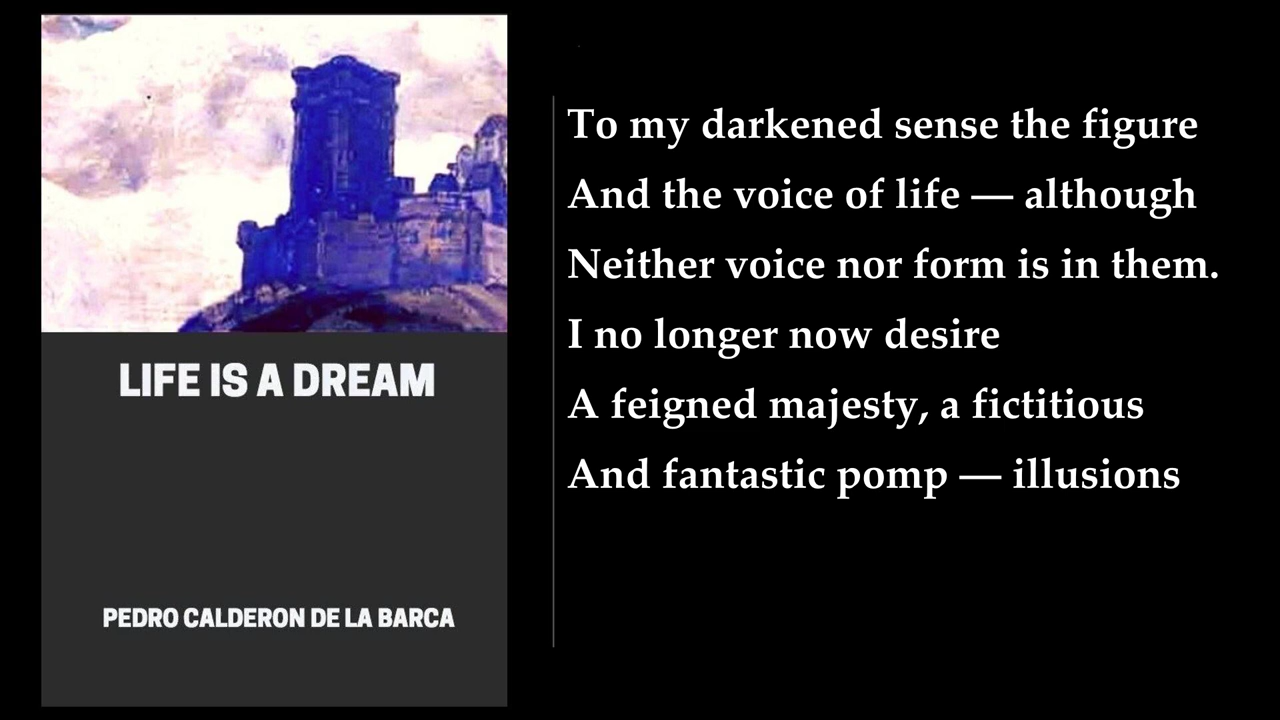 LIFE IS A DREAM
PEDRO CALDERON DE LA BARCA
To my darkened sense the figure
And the voice of life — although
Neither voice nor form is in them.
I no longer now desire
A feigned majesty, a fictitious
And fantastic pomp — illusions